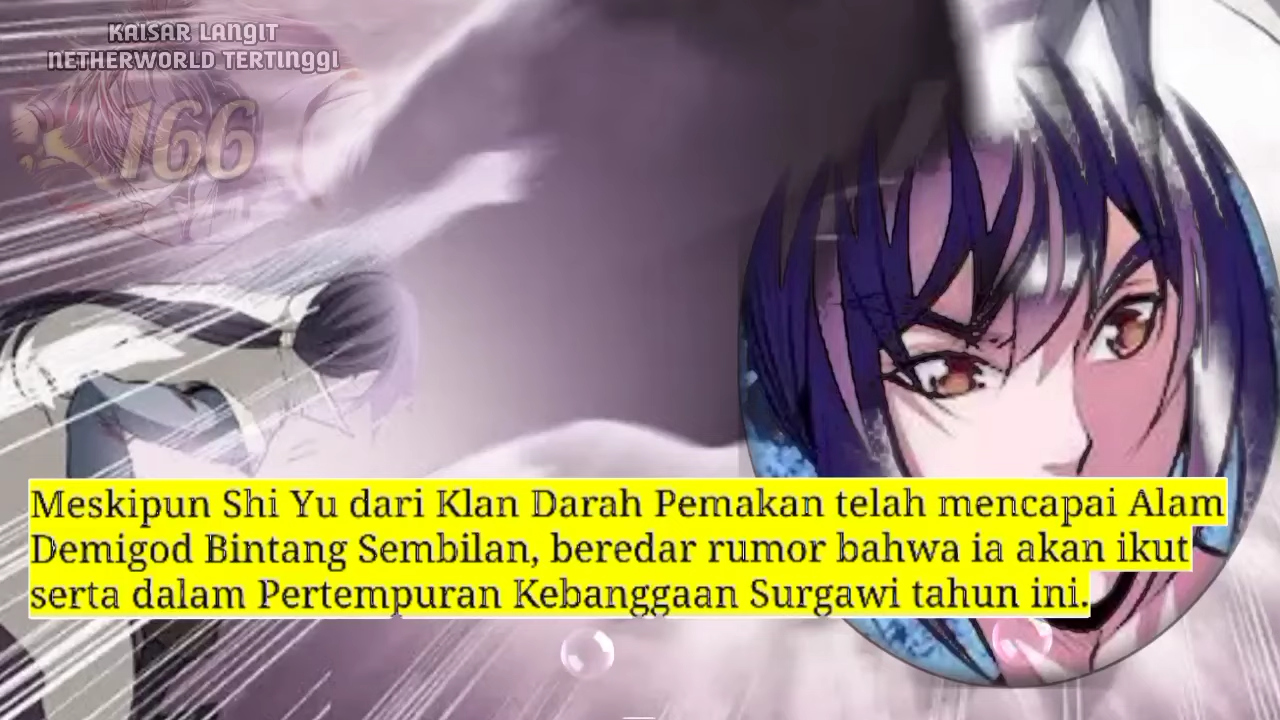 KAISAR LANGIT
NETHERWORLD TERTINGGI
166
Meskipun Shi Yu dari Klan Darah Pemakan telah mencapai Alam
Demigod Bintang Sembilan, beredar rumor bahwa ia akan ikut
serta dalam Pertempuran Kebanggaan Surgawi tahun ini.